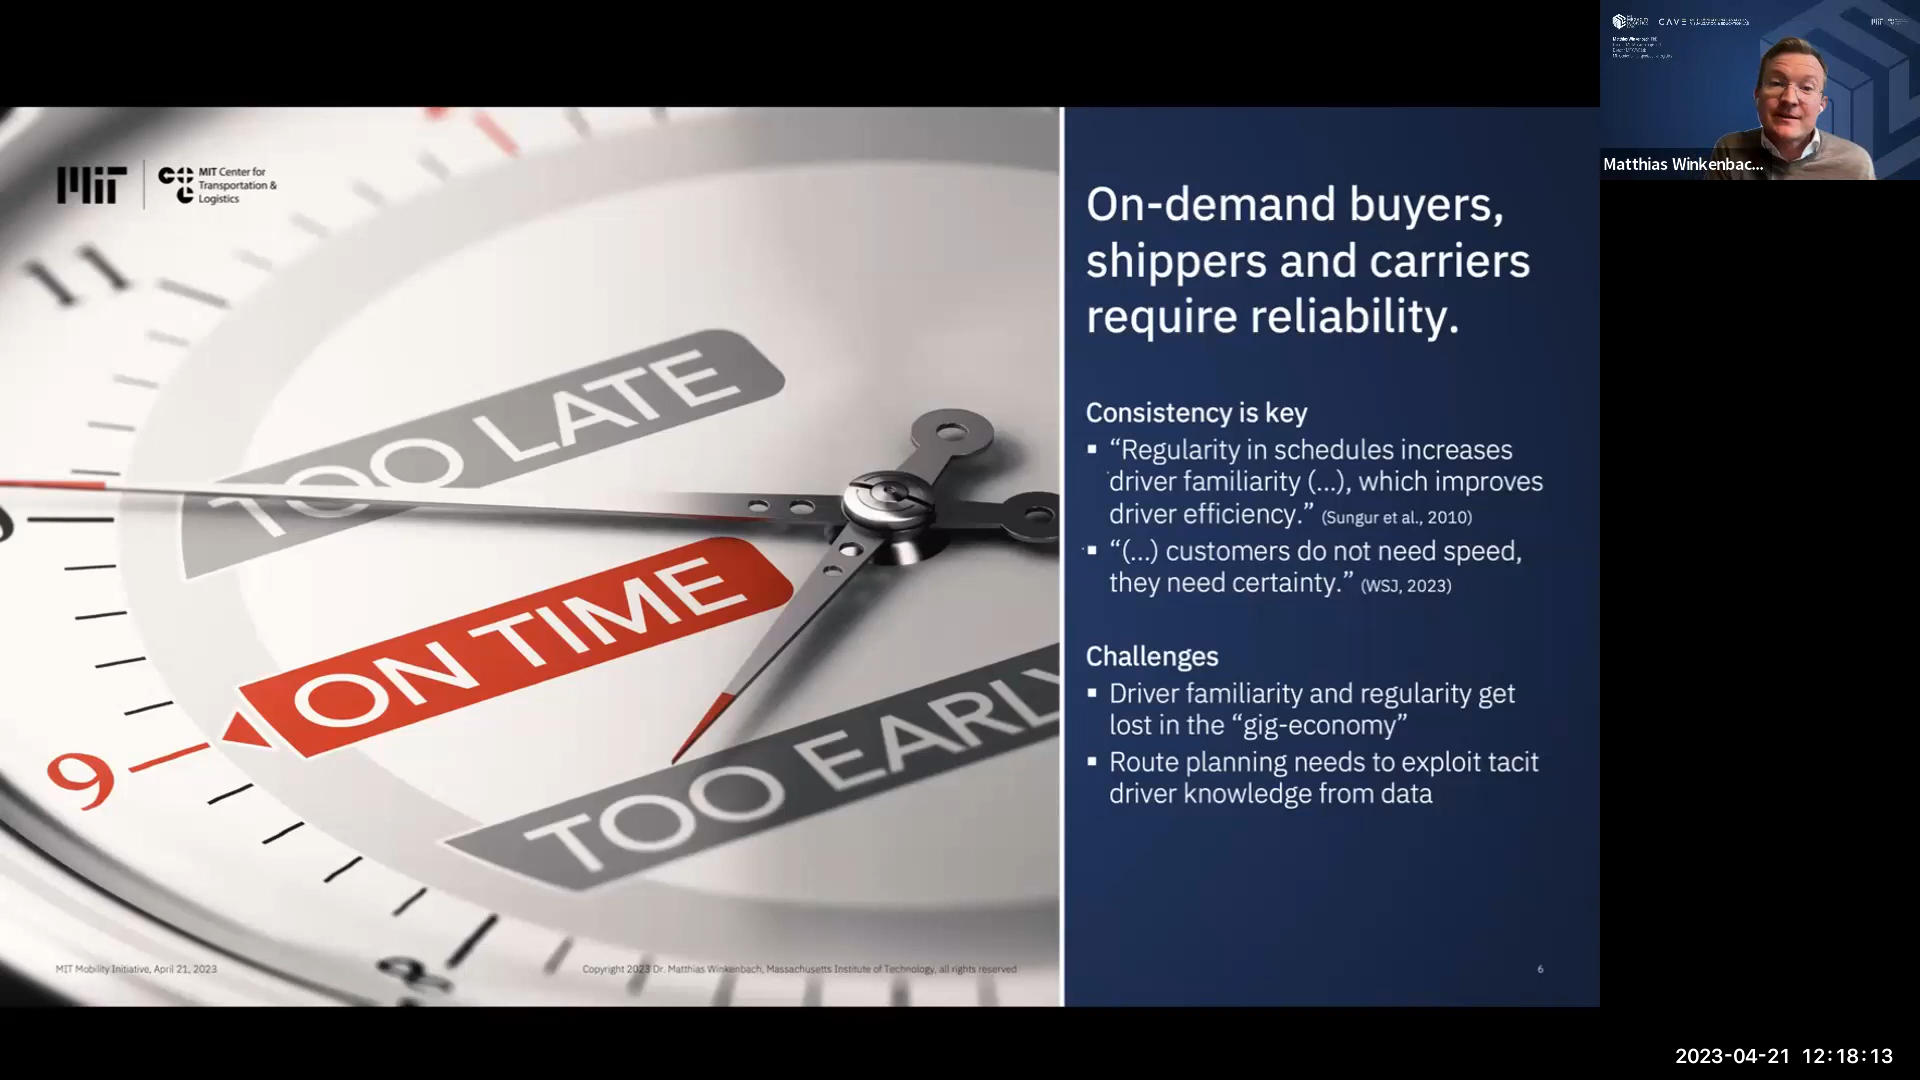 MIT Center for
Transportation &
Logistics
11
TOO LATE
ON TIME
TOO EARLY
9
8
On-demand buyers,
shippers and carriers
require reliability.
Consistency is key
▪ “Regularity in schedules increases
driver familiarity (...), which improves
driver efficiency.” (Sungur et al., 2010)
▪ “(...) customers do not need speed,
they need certainty.” (WSJ, 2023)
Challenges
▪ Driver familiarity and regularity get
lost in the “gig-economy”
▪ Route planning needs to exploit tacit
driver knowledge from data
MIT Mobility Initiative, April 21, 2023
Copyright 2023 Dr. Matthias Winkenbach, Massachusetts Institute of Technology, all rights reserved
6
CAVE
Matthias Winkenbac...
2023-04-21 12:18:13